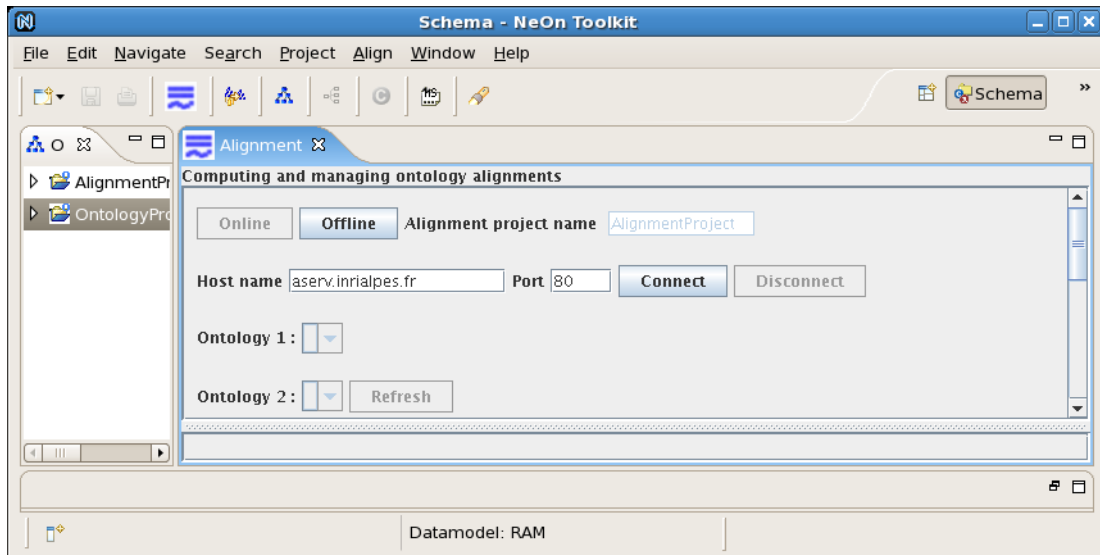 Schema - NeOn Toolkit
File Edit Navigate Search Project Align Window Help
Schema »
O
Alignment
AlignmentPr
OntologyPro
Computing and managing ontology alignments
Online Offline Alignment project name AlignmentProject
Host name aserv.inrialpes.fr Port 80 Connect Disconnect
Ontology 1 :
Ontology 2 : Refresh
Datamodel: RAM